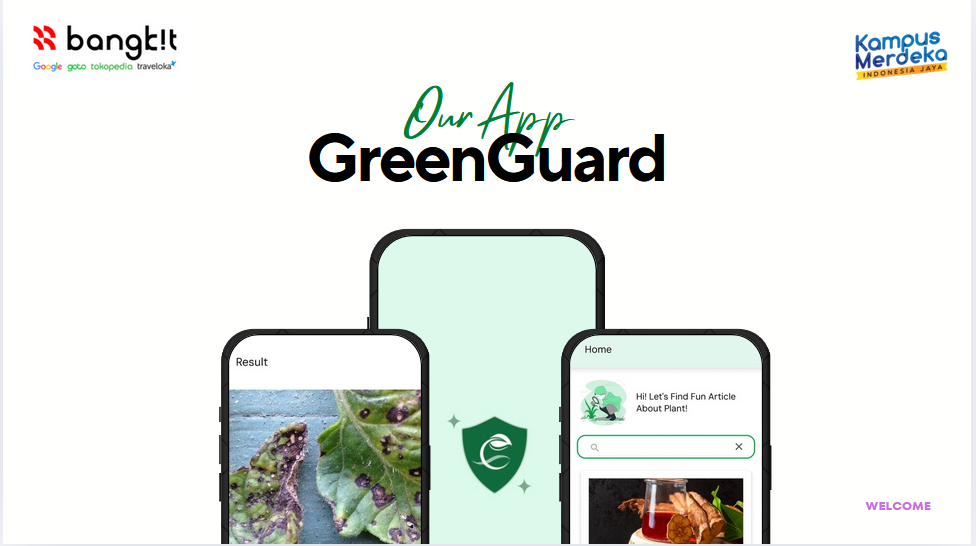 bangk!t
Google goto tokopedia traveloka
Kampus
Merdeka
INDONESIA JAYA
Our App
GreenGuard
Result
Home
Hi! Let's Find Fun Article
About Plant!
WELCOME